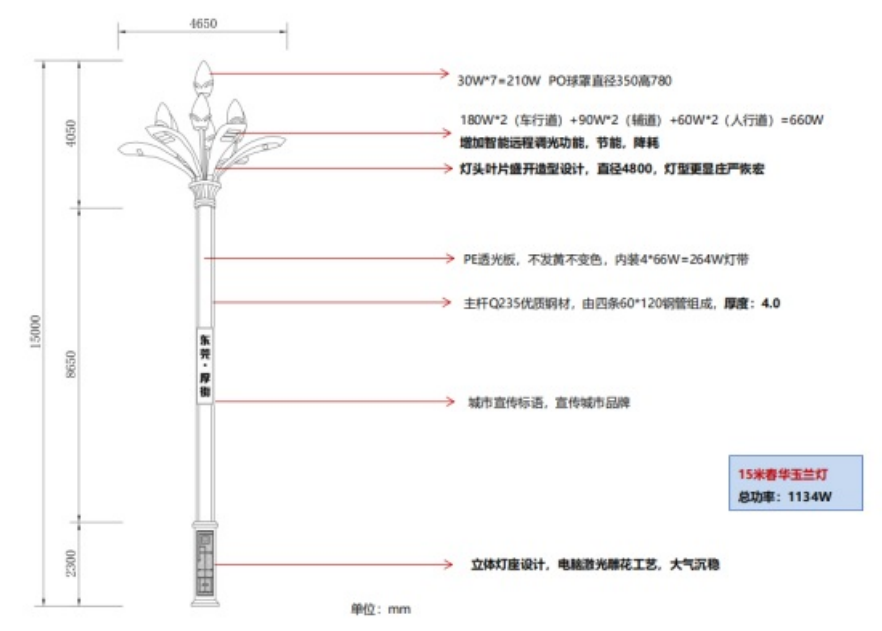 4650
30W*7=210W PO球罩直径350高780
180W*2（车行道）+90W*2（辅道）+60W*2（人行道）=660W
增加智能远程调光功能，节能，降耗
4050
灯头叶片盛开造型设计，直径4800，灯型更显庄严恢宏
PE透光板，不发黄不变色，内装4*66W=264W灯带
主杆Q235优质钢材，由四条60*120钢管组成，厚度：4.0
15000
8650
东莞·厚街
城市宣传标语，宣传城市品牌
15米春华玉兰灯
总功率：1134W
2300
立体灯座设计，电脑激光雕花工艺，大气沉稳
单位：mm